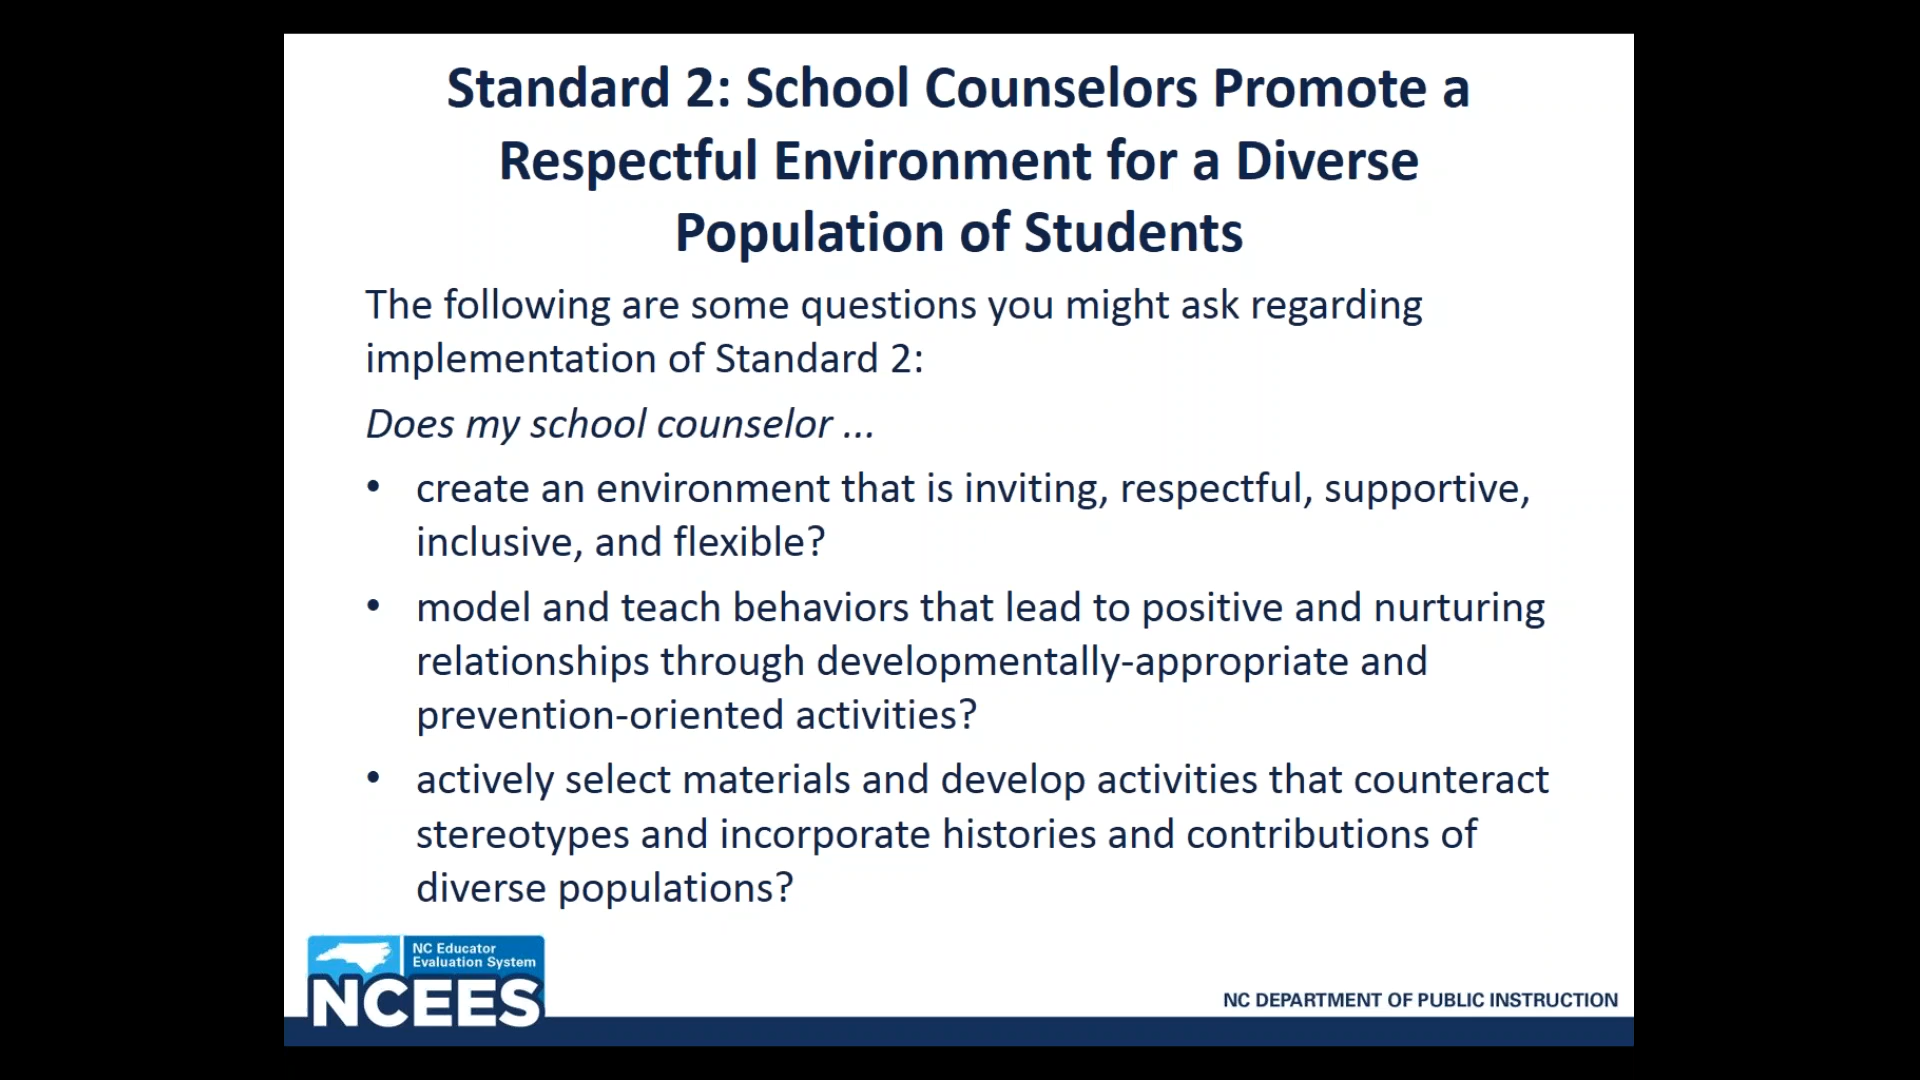 Standard 2: School Counselors Promote a
Respectful Environment for a Diverse
Population of Students
The following are some questions you might ask regarding
implementation of Standard 2:
Does my school counselor ...
• create an environment that is inviting, respectful, supportive,
inclusive, and flexible?
• model and teach behaviors that lead to positive and nurturing
relationships through developmentally-appropriate and
prevention-oriented activities?
• actively select materials and develop activities that counteract
stereotypes and incorporate histories and contributions of
diverse populations?
NC Educator
Evaluation System
NCEES
NC DEPARTMENT OF PUBLIC INSTRUCTION